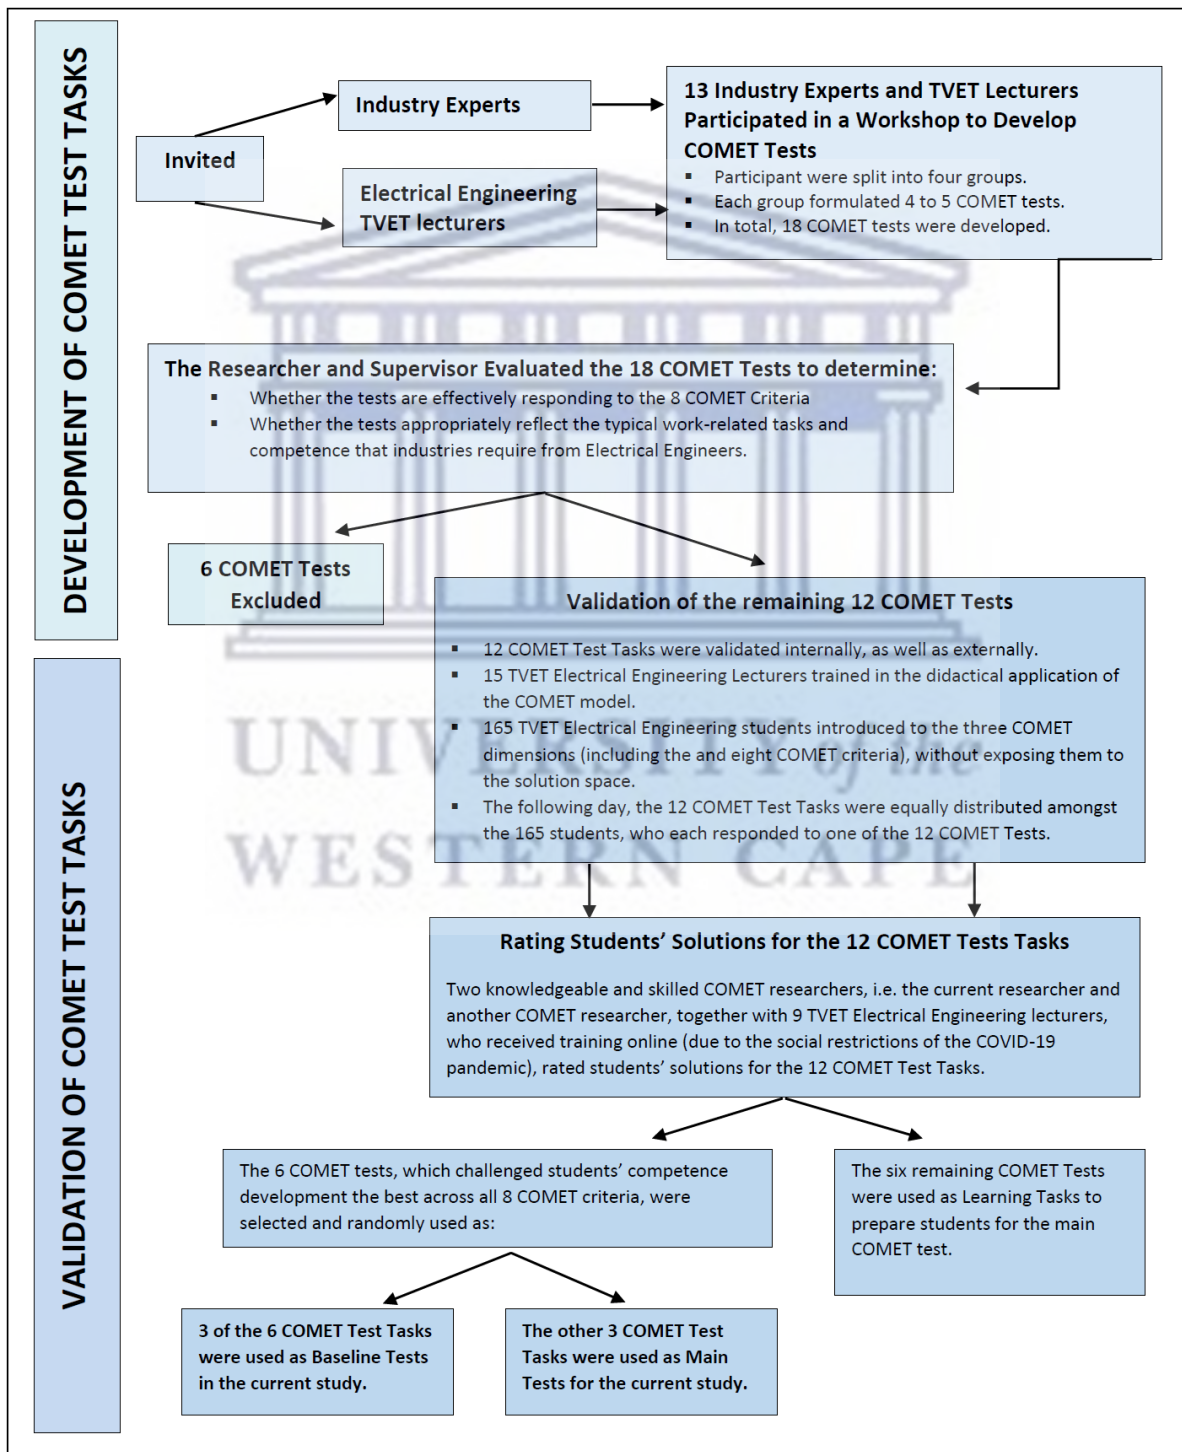 DEVELOPMENT OF COMET TEST TASKS
Invited
Industry Experts
Electrical Engineering
TVET lecturers
13 Industry Experts and TVET Lecturers
Participated in a Workshop to Develop
COMET Tests
▪ Participant were split into four groups.
▪ Each group formulated 4 to 5 COMET tests.
▪ In total, 18 COMET tests were developed.
The Researcher and Supervisor Evaluated the 18 COMET Tests to determine:
▪ Whether the tests are effectively responding to the 8 COMET Criteria
▪ Whether the tests appropriately reflect the typical work-related tasks and
competence that industries require from Electrical Engineers.
6 COMET Tests
Excluded
VALIDATION OF COMET TEST TASKS
Validation of the remaining 12 COMET Tests
▪ 12 COMET Test Tasks were validated internally, as well as externally.
▪ 15 TVET Electrical Engineering Lecturers trained in the didactical application of
the COMET model.
▪ 165 TVET Electrical Engineering students introduced to the three COMET
dimensions (including the and eight COMET criteria), without exposing them to
the solution space.
▪ The following day, the 12 COMET Test Tasks were equally distributed amongst
the 165 students, who each responded to one of the 12 COMET Tests.
UNIVERSITY of the
WESTERN CAPE
Rating Students’ Solutions for the 12 COMET Tests Tasks
Two knowledgeable and skilled COMET researchers, i.e. the current researcher and
another COMET researcher, together with 9 TVET Electrical Engineering lecturers,
who received training online (due to the social restrictions of the COVID-19
pandemic), rated students’ solutions for the 12 COMET Test Tasks.
The 6 COMET tests, which challenged students’ competence
development the best across all 8 COMET criteria, were
selected and randomly used as:
The six remaining COMET Tests
were used as Learning Tasks to
prepare students for the main
COMET test.
3 of the 6 COMET Test Tasks
were used as Baseline Tests
in the current study.
The other 3 COMET Test
Tasks were used as Main
Tests for the current study.